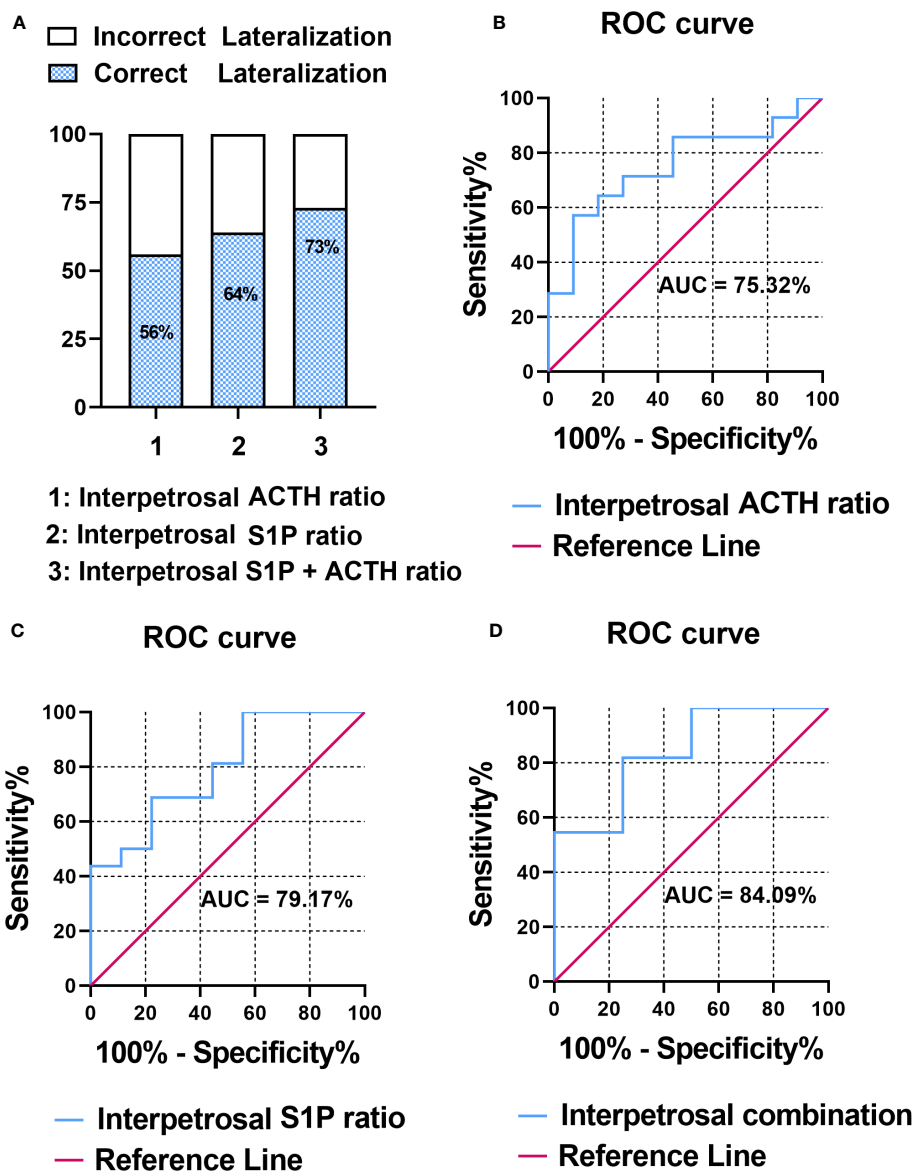 A
Incorrect Lateralization
Correct Lateralization
100
75
50
25
0
56%
64%
73%
1 2 3
1: Interpetrosal ACTH ratio
2: Interpetrosal S1P ratio
3: Interpetrosal S1P + ACTH ratio
B
ROC curve
Sensitivity%
100
80
60
40
20
0
AUC = 75.32%
0 20 40 60 80 100
100% - Specificity%
Interpetrosal ACTH ratio
Reference Line
C
ROC curve
Sensitivity%
100
80
60
40
20
0
AUC = 79.17%
0 20 40 60 80 100
100% - Specificity%
Interpetrosal S1P ratio
Reference Line
D
ROC curve
Sensitivity%
100
80
60
40
20
0
AUC = 84.09%
0 20 40 60 80 100
100% - Specificity%
Interpetrosal combination
Reference Line